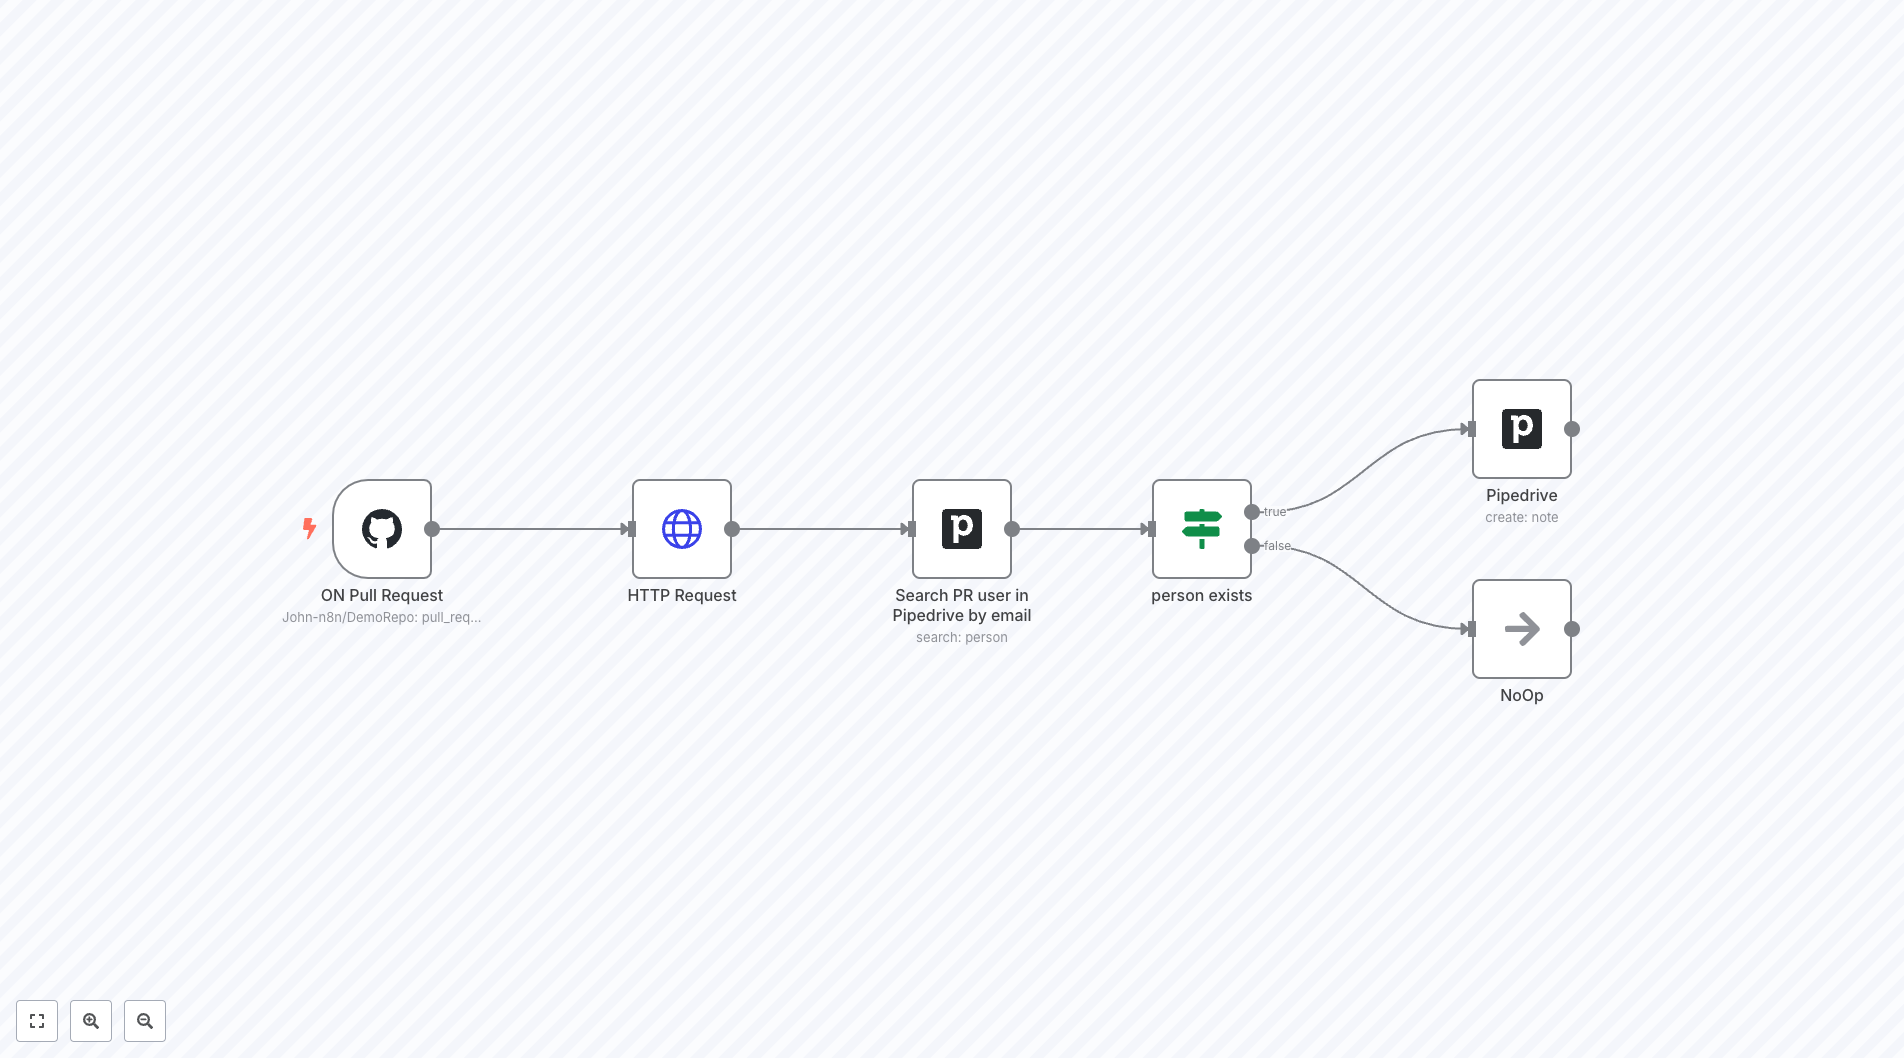 ON Pull Request
John-n8n/DemoRepo: pull_req...
HTTP Request
Search PR user in
Pipedrive by email
search: person
person exists
true
false
Pipedrive
create: note
NoOp